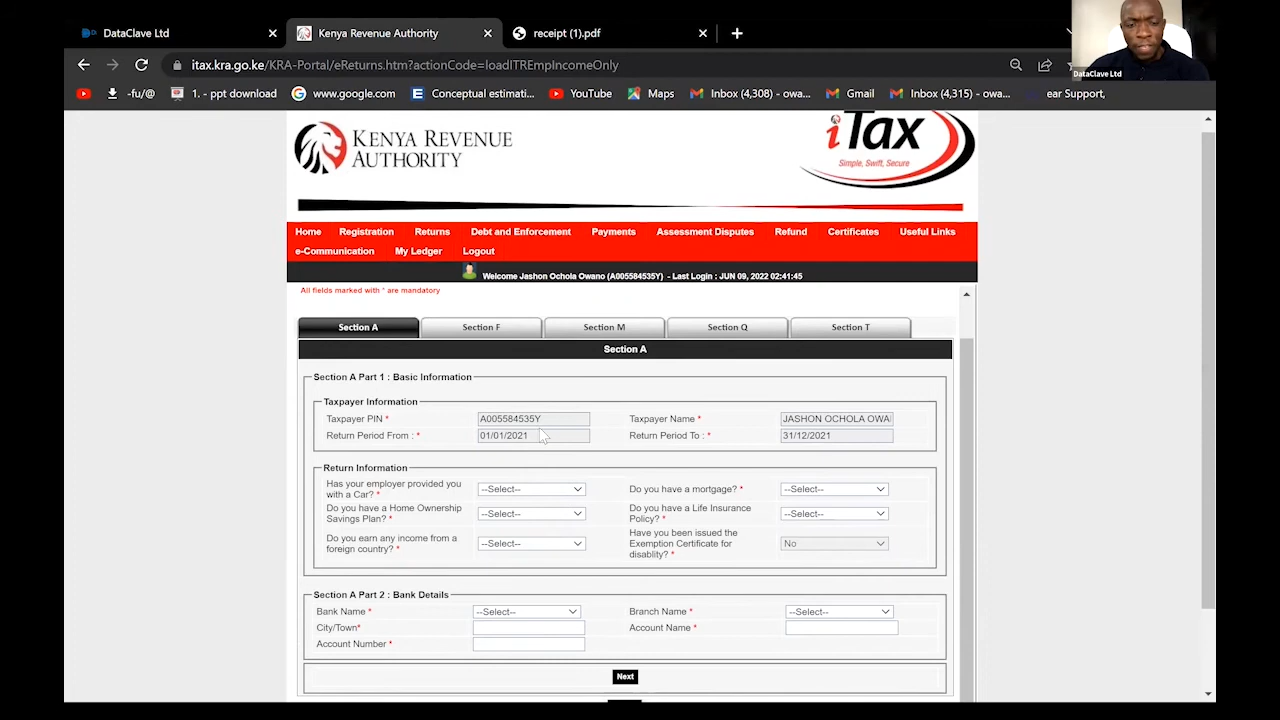 DataClave Ltd
Kenya Revenue Authority
receipt (1).pdf
itax.kra.go.ke/KRA-Portal/eReturns.htm?actionCode=loadITREmpIncomeOnly
DataClave Ltd
-fu/@
1. - ppt download
www.google.com
Conceptual estimati...
YouTube
Maps
Inbox (4,308) - owa...
Gmail
Inbox (4,315) - owa...
ear Support,
KENYA REVENUE
AUTHORITY
iTax
Simple, Swift, Secure
Home Registration Returns Debt and Enforcement Payments Assessment Disputes Refund Certificates Useful Links
e-Communication My Ledger Logout
Welcome Jashon Ochola Owano (A005584535Y) - Last Login : JUN 09, 2022 02:41:45
All fields marked with * are mandatory
Section A Section F Section M Section Q Section T
Section A
Section A Part 1 : Basic Information
Taxpayer Information
Taxpayer PIN * A005584535Y Taxpayer Name * JASHON OCHOLA OWA
Return Period From : * 01/01/2021 Return Period To : * 31/12/2021
Return Information
Has your employer provided you
with a Car? * --Select-- Do you have a mortgage? * --Select--
Do you have a Home Ownership
Savings Plan? * --Select-- Do you have a Life Insurance
Policy? * --Select--
Do you earn any income from a
foreign country? * --Select-- Have you been issued the
Exemption Certificate for
disablity? * No
Section A Part 2 : Bank Details
Bank Name * --Select-- Branch Name * --Select--
City/Town* Account Name *
Account Number *
Next